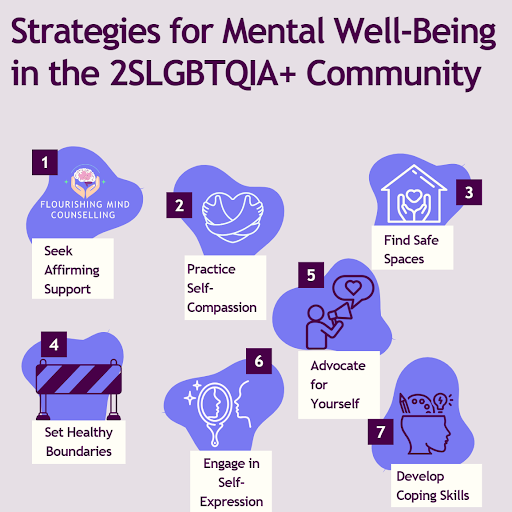 Strategies for Mental Well-Being
in the 2SLGBTQIA+ Community
1
FLOURISHING MIND
COUNSELLING
Seek
Affirming
Support
2
Practice
Self-
Compassion
3
Find Safe
Spaces
4
Set Healthy
Boundaries
5
Advocate
for
Yourself
6
Engage in
Self-
Expression
7
Develop
Coping Skills